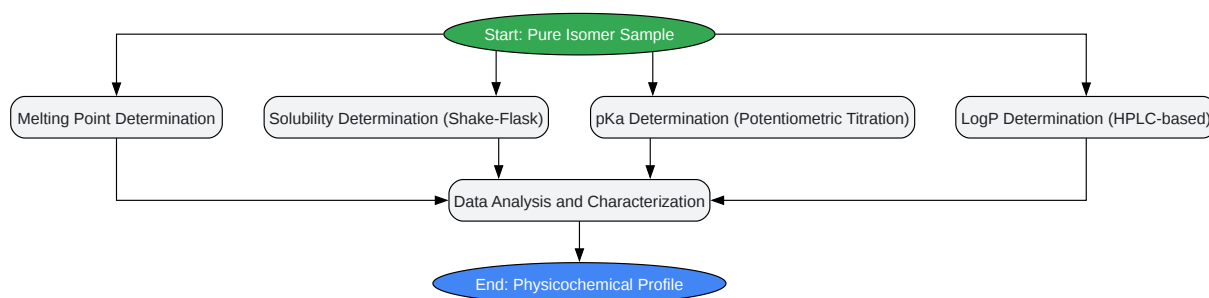 Start: Pure Isomer Sample
Melting Point Determination
Solubility Determination (Shake-Flask)
pKa Determination (Potentiometric Titration)
LogP Determination (HPLC-based)
Data Analysis and Characterization
End: Physicochemical Profile